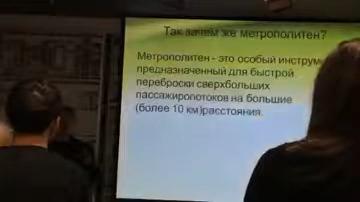 Так зачем же метрополитен?
Метрополитен - это особый инструм
предназначенный для быстрой
переброски сверхбольших
пассажиропотоков на большие
(более 10 км)расстояния.